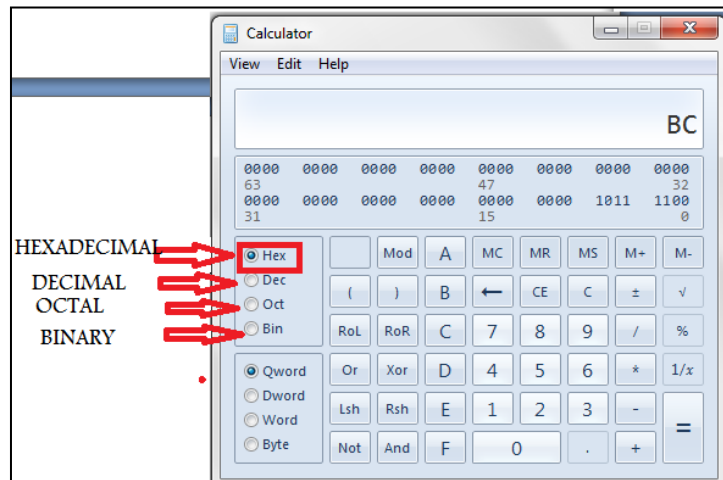 Calculator
View Edit Help
BC
0000 0000 0000 0000 0000 0000 0000 0000
63 47 32
0000 0000 0000 0000 0000 0000 1011 1100
31 15 0
HEXADECIMAL
DECIMAL
OCTAL
BINARY
Hex
Dec
Oct
Bin
Qword
Dword
Word
Byte
Mod A MC MR MS M+ M-
( ) B ← CE C ± √
RoL RoR C 7 8 9 / %
Or Xor D 4 5 6 * 1/x
Lsh Rsh E 1 2 3 - =
Not And F 0 . +